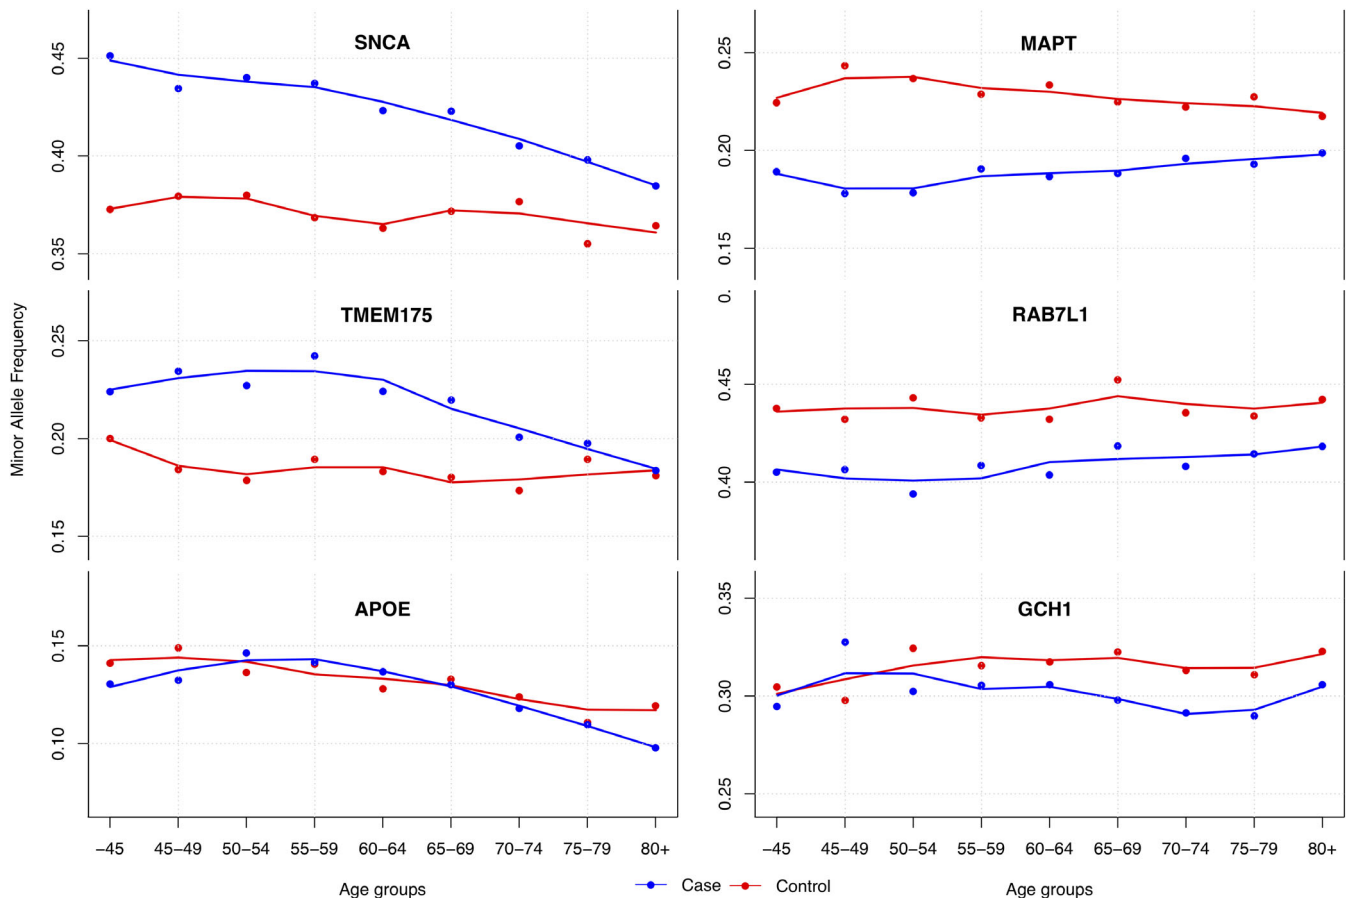 SNCA
0.45
0.40
0.35
MAPT
0.25
0.20
0.15
Minor Allele Frequency
TMEM175
0.25
0.20
0.15
RAB7L1
0.
0.45
0.40
APOE
0.15
0.10
GCH1
0.35
0.30
0.25
–45 45–49 50–54 55–59 60–64 65–69 70–74 75–79 80+
–45 45–49 50–54 55–59 60–64 65–69 70–74 75–79 80+
Age groups
Case Control
Age groups